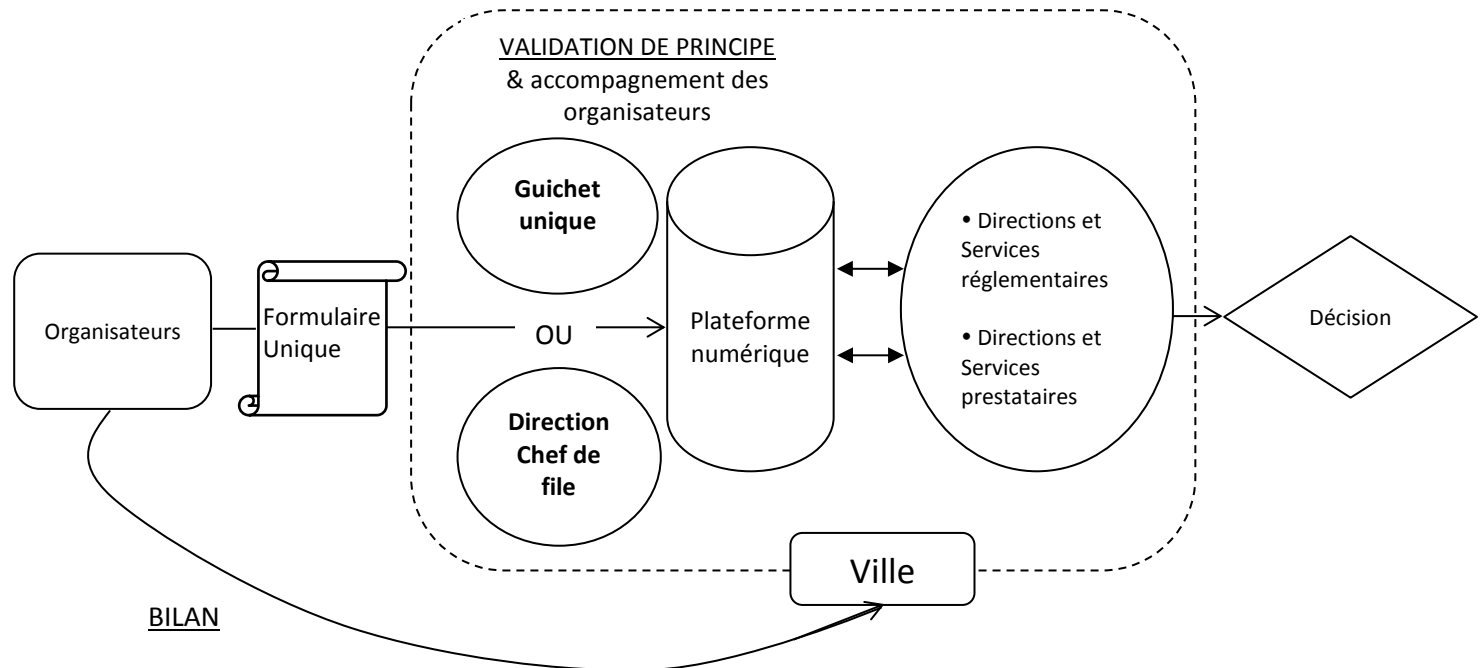 VALIDATION DE PRINCIPE
& accompagnement des
organisateurs
Organisateurs
Formulaire
Unique
Guichet
unique
OU
Direction
Chef de
file
Plateforme
numérique
• Directions et
Services
réglementaires
• Directions et
Services
prestataires
Décision
Ville
BILAN